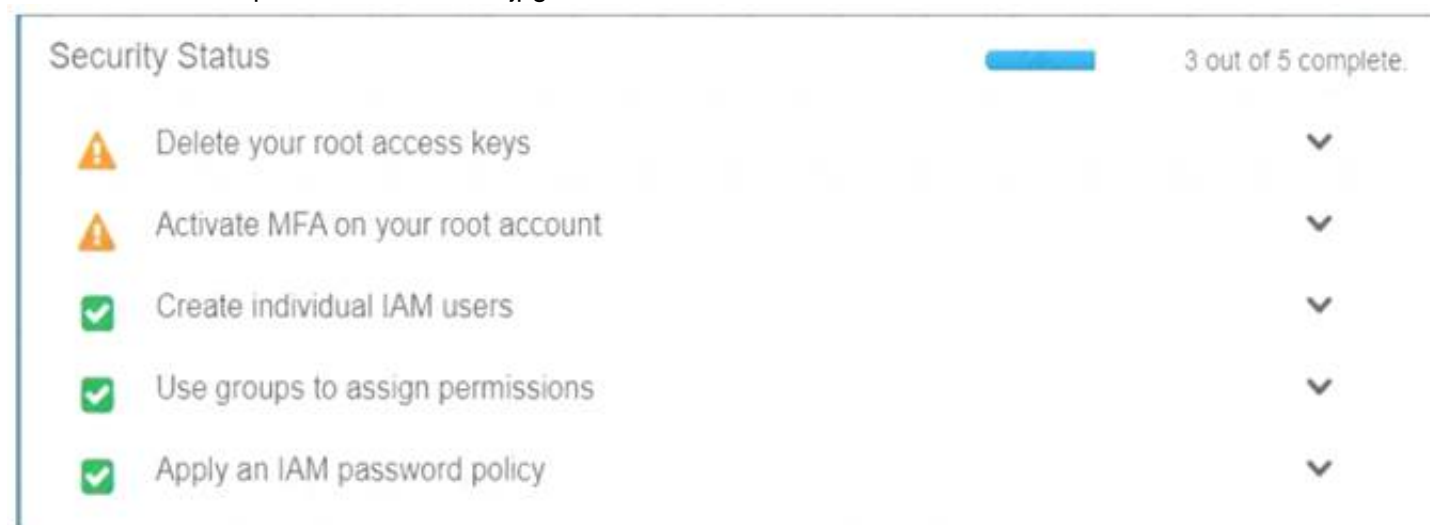 Security Status
3 out of 5 complete.
Delete your root access keys
Activate MFA on your root account
Create individual IAM users
Use groups to assign permissions
Apply an IAM password policy